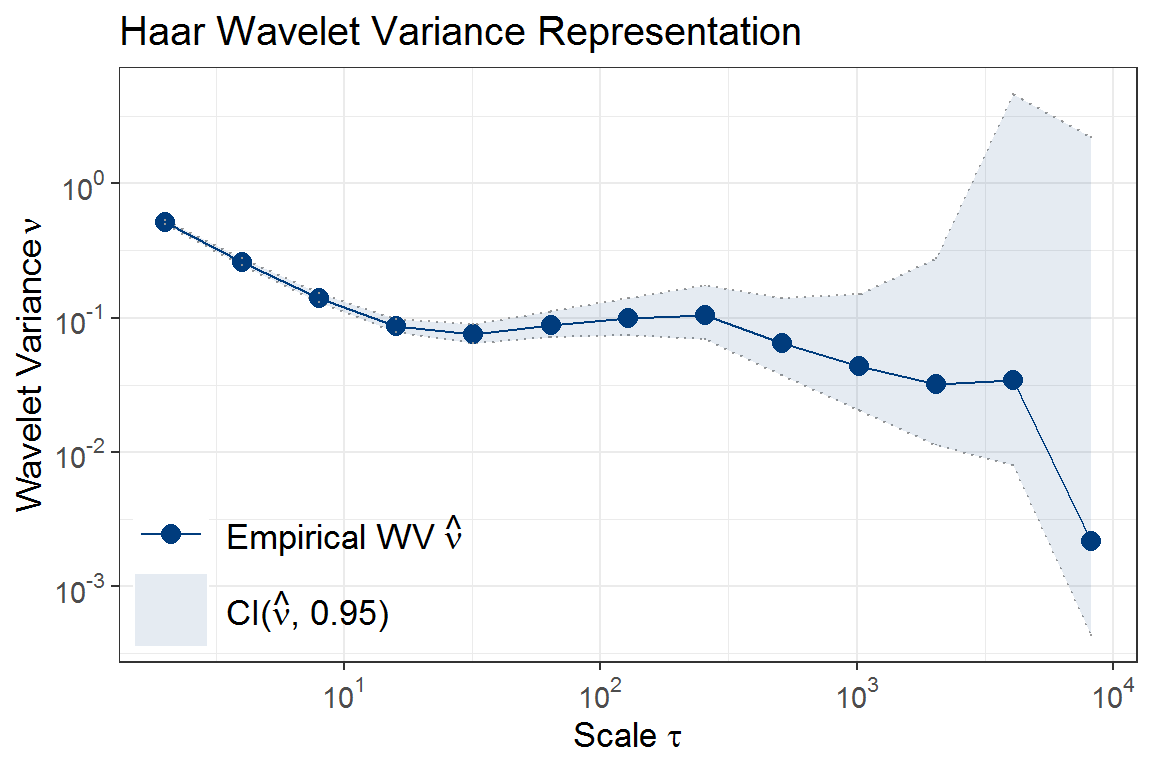 Haar Wavelet Variance Representation
Wavelet Variance ν
10⁰
10⁻¹
10⁻²
10⁻³
Empirical WV ν̂
CI(ν̂, 0.95)
10¹ 10² 10³ 10⁴
Scale τ